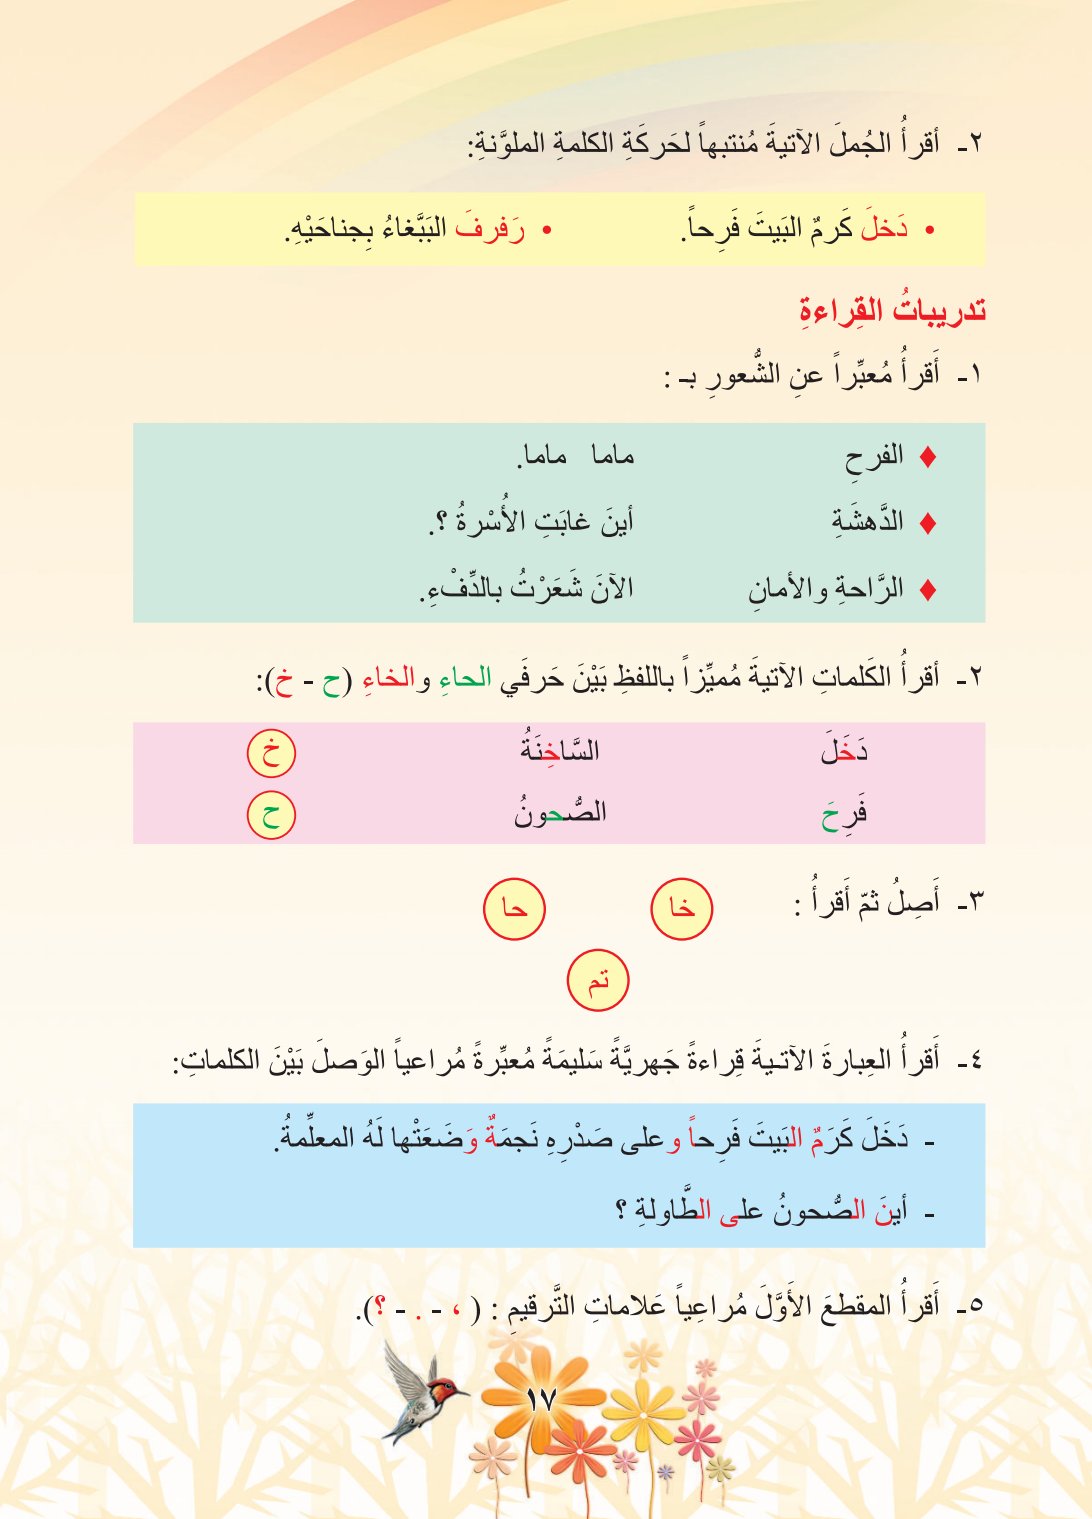 ٢- أقرأُ الجُملَ الآتيةَ مُنتبهاً لحَركَةِ الكلمةِ الملوَّنةِ:
• دَخلَ كَرمٌ البَيتَ فَرِحاً. • رَفرفَ البَبَّغاءُ بِجناحَيْهِ.
تدريباتُ القِراءةِ
١- أَقرأُ مُعبِّراً عنِ الشُّعورِ بـ :
♦ الفرحِ ماما ماما.
♦ الدَّهشَةِ أينَ غابَتِ الأُسْرةُ ؟.
♦ الرَّاحةِ والأمانِ الآنَ شَعَرْتُ بالدِّفْءِ.
٢- أقرأُ الكَلماتِ الآتيةَ مُميِّزاً باللفظِ بَيْنَ حَرفَي الحاءِ والخاءِ (ح - خ):
دَخَلَ السَّاخِنَةُ خ
فَرِحَ الصُّحونُ ح
٣- أَصِلُ ثمّ أَقرأُ : خا حا
تم
٤- أَقرأُ العِبارةَ الآتـيةَ قِراءةً جَهريَّةً سَليمَةً مُعبِّرةً مُراعياً الوَصلَ بَيْنَ الكلماتِ:
- دَخَلَ كَرَمٌ البَيتَ فَرِحاً وعلى صَدْرِهِ نَجمَةٌ وَضَعَتْها لَهُ المعلِّمةُ.
- أينَ الصُّحونُ على الطَّاولةِ ؟
٥- أَقرأُ المقطعَ الأَوَّلَ مُراعِياً عَلاماتِ التَّرقيمِ : ( ، - . - ؟).
١٧